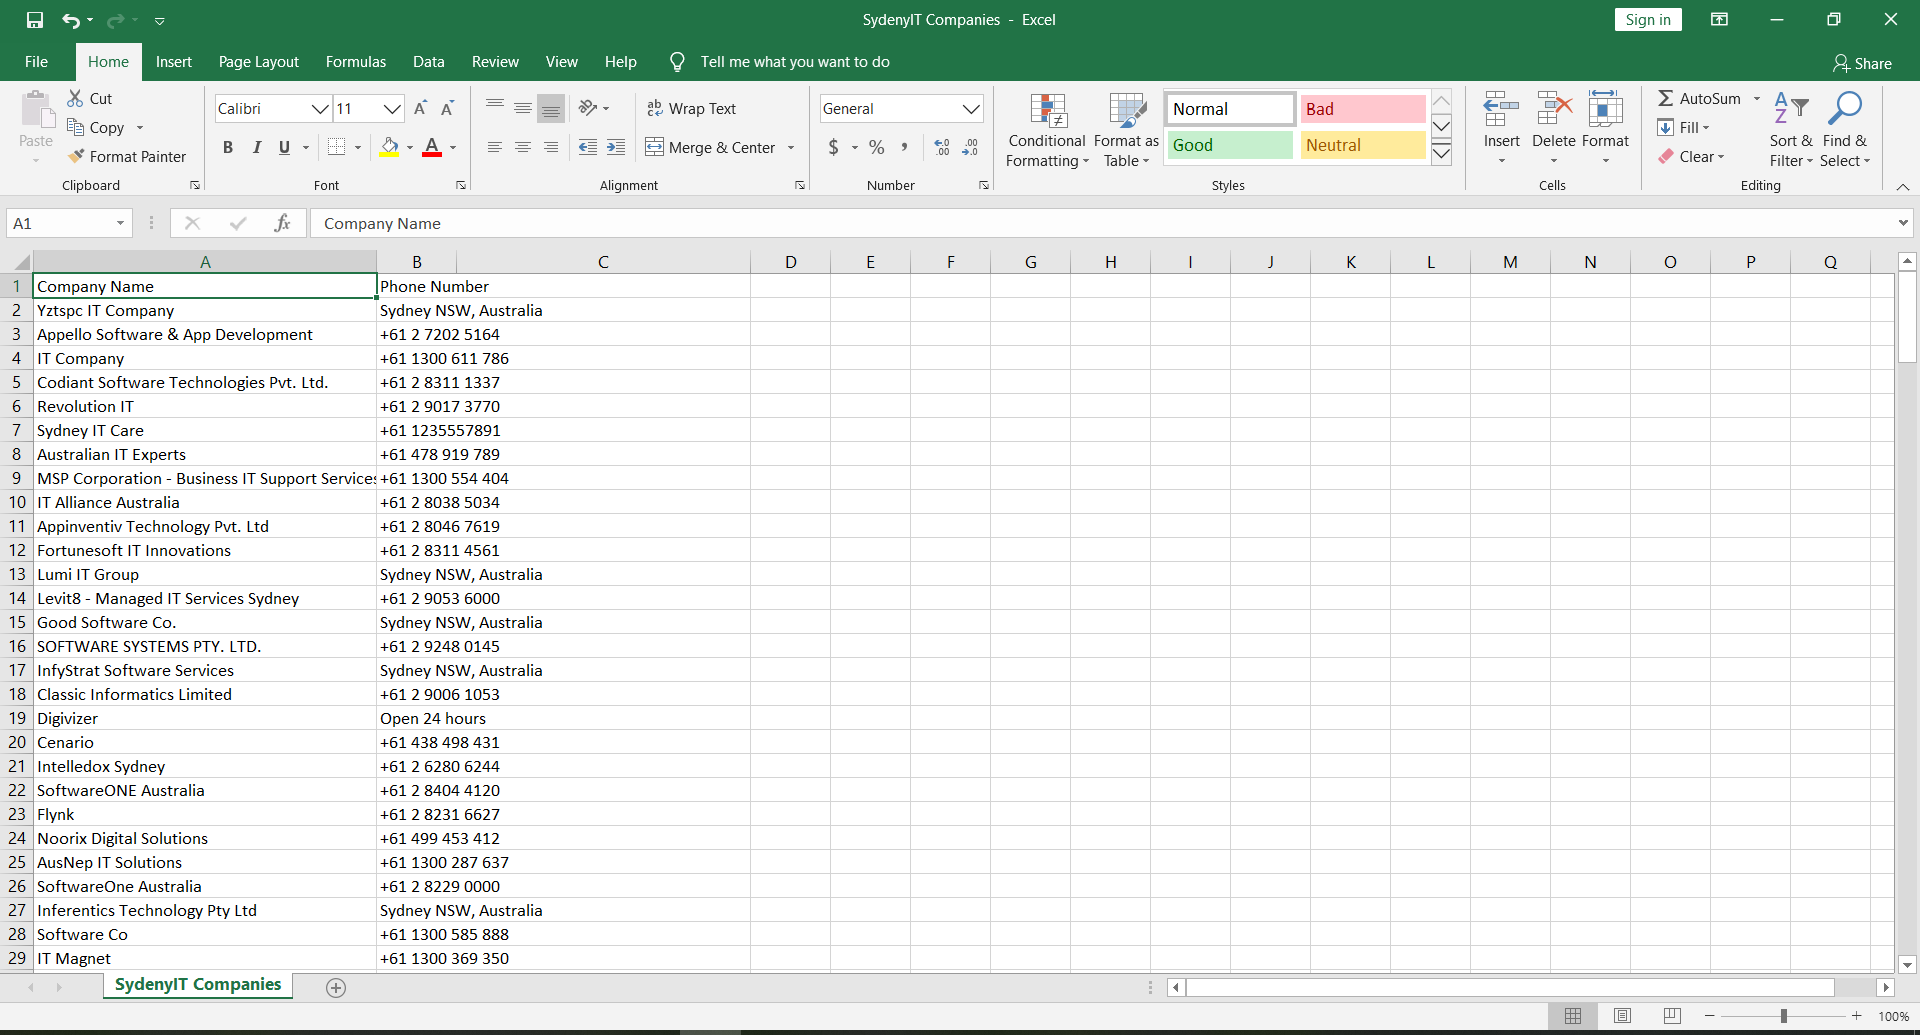 SydenyIT Companies - Excel
Sign in
File Home Insert Page Layout Formulas Data Review View Help Tell me what you want to do Share
Paste
Cut
Copy
Format Painter
Clipboard
Calibri 11 A A
B I U A
Font
ab Wrap Text
Merge & Center
Alignment
General
$ % , .00 .0
Number
Conditional Formatting
Format as Table
Normal Bad
Good Neutral
Styles
Insert Delete Format
Cells
AutoSum
Fill
Clear
Sort & Filter
Find & Select
Editing
A1 fx Company Name
A B C D E F G H I J K L M N O P Q
1 Company Name Phone Number
2 Yztspc IT Company Sydney NSW, Australia
3 Appello Software & App Development +61 2 7202 5164
4 IT Company +61 1300 611 786
5 Codiant Software Technologies Pvt. Ltd. +61 2 8311 1337
6 Revolution IT +61 2 9017 3770
7 Sydney IT Care +61 1235557891
8 Australian IT Experts +61 478 919 789
9 MSP Corporation - Business IT Support Services +61 1300 554 404
10 IT Alliance Australia +61 2 8038 5034
11 Appinventiv Technology Pvt. Ltd +61 2 8046 7619
12 Fortunesoft IT Innovations +61 2 8311 4561
13 Lumi IT Group Sydney NSW, Australia
14 Levit8 - Managed IT Services Sydney +61 2 9053 6000
15 Good Software Co. Sydney NSW, Australia
16 SOFTWARE SYSTEMS PTY. LTD. +61 2 9248 0145
17 InfyStrat Software Services Sydney NSW, Australia
18 Classic Informatics Limited +61 2 9006 1053
19 Digivizer Open 24 hours
20 Cenario +61 438 498 431
21 Intelledox Sydney +61 2 6280 6244
22 SoftwareONE Australia +61 2 8404 4120
23 Flynk +61 2 8231 6627
24 Noorix Digital Solutions +61 499 453 412
25 AusNep IT Solutions +61 1300 287 637
26 SoftwareOne Australia +61 2 8229 0000
27 Inferentics Technology Pty Ltd Sydney NSW, Australia
28 Software Co +61 1300 585 888
29 IT Magnet +61 1300 369 350
SydenyIT Companies
100%